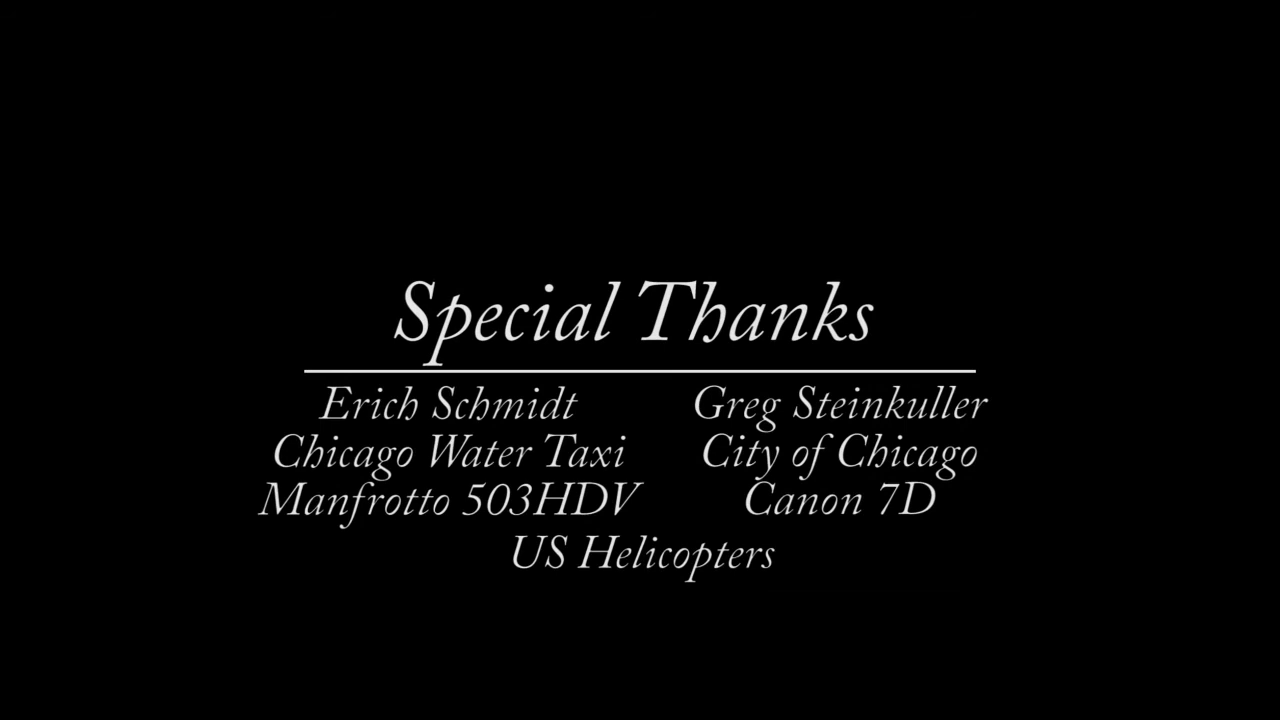 Special Thanks
Erich Schmidt Greg Steinkuller
Chicago Water Taxi City of Chicago
Manfrotto 503HDV Canon 7D
US Helicopters